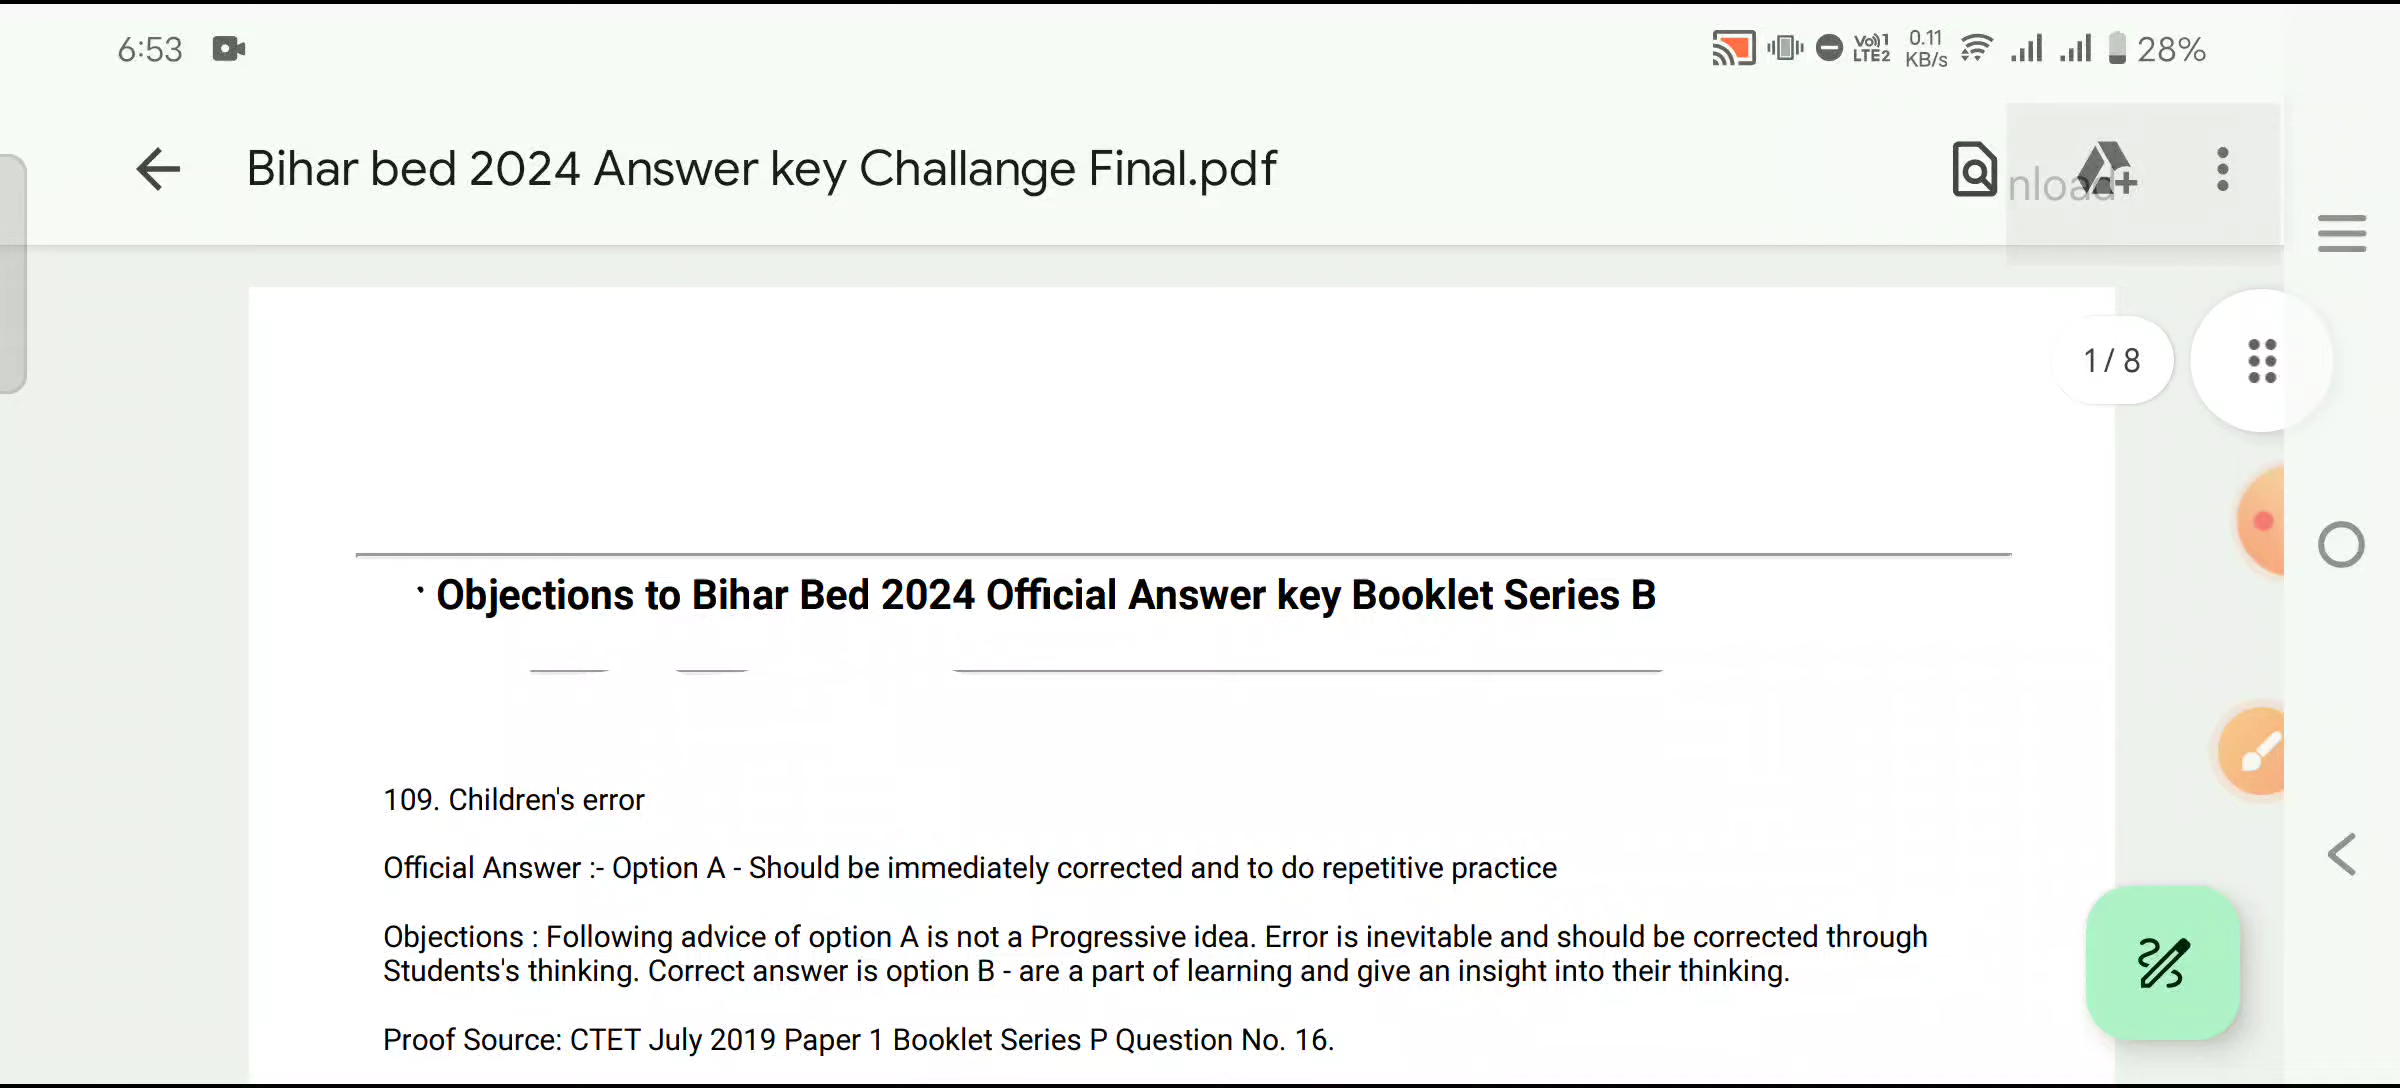 6:53
Vo)) 1
LTE2
0.11
KB/s
28%
Bihar bed 2024 Answer key Challange Final.pdf
nload
1 / 8
· Objections to Bihar Bed 2024 Official Answer key Booklet Series B
109. Children's error
Official Answer :- Option A - Should be immediately corrected and to do repetitive practice
Objections : Following advice of option A is not a Progressive idea. Error is inevitable and should be corrected through
Students's thinking. Correct answer is option B - are a part of learning and give an insight into their thinking.
Proof Source: CTET July 2019 Paper 1 Booklet Series P Question No. 16.